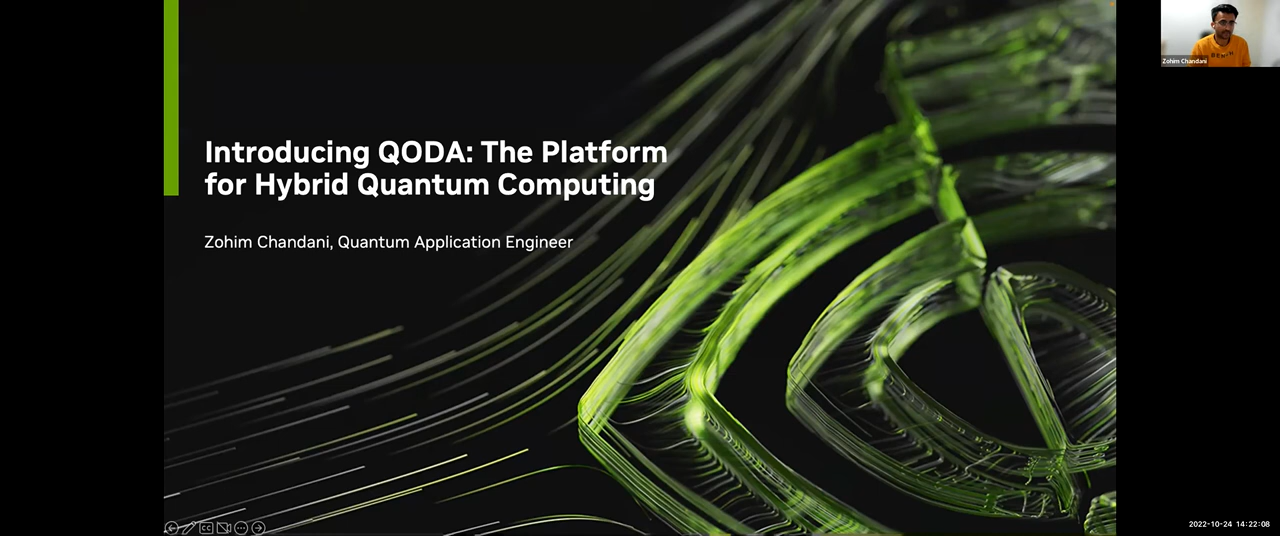 Introducing QODA: The Platform
for Hybrid Quantum Computing
Zohim Chandani, Quantum Application Engineer
Zohim Chandani
2022-10-24 14:22:08